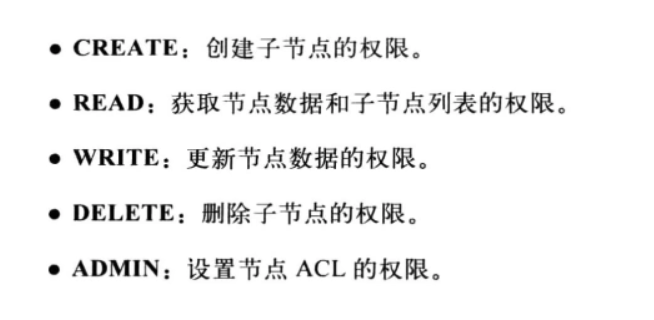 ● CREATE：创建子节点的权限。
● READ：获取节点数据和子节点列表的权限。
● WRITE：更新节点数据的权限。
● DELETE：删除子节点的权限。
● ADMIN：设置节点 ACL 的权限。